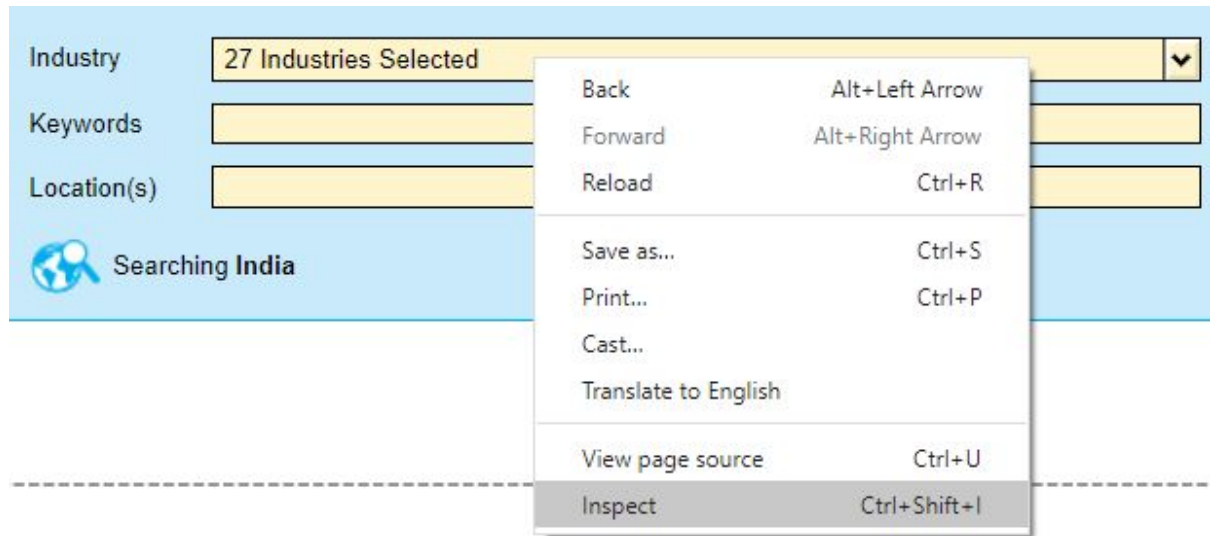 Industry 27 Industries Selected
Keywords
Location(s)
Searching India
Back Alt+Left Arrow
Forward Alt+Right Arrow
Reload Ctrl+R
Save as... Ctrl+S
Print... Ctrl+P
Cast...
Translate to English
View page source Ctrl+U
Inspect Ctrl+Shift+I